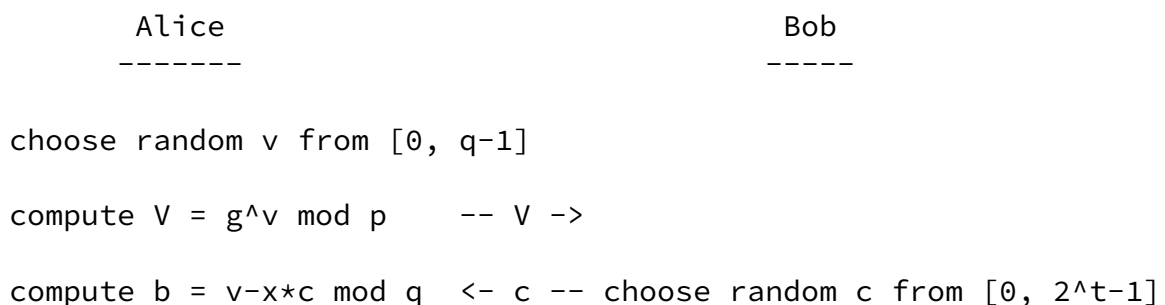 Alice                               Bob
-------                             -----
choose random v from [0, q-1]
compute V = g^v mod p    -- V ->
compute b = v-x*c mod q  <- c -- choose random c from [0, 2^t-1]